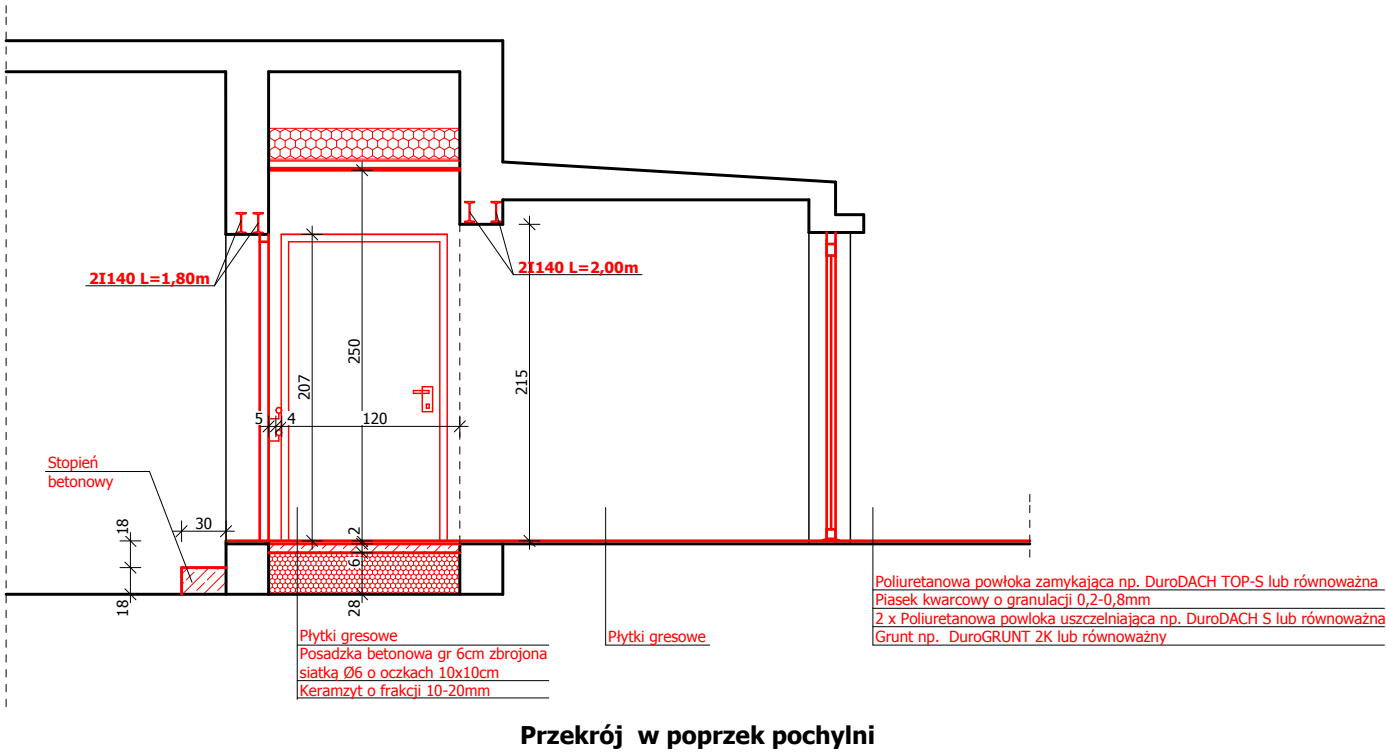 2I140 L=1,80m
2I140 L=2,00m
250
207
215
5
4
120
Stopień
betonowy
30
18
18
2
6
28
Płytki gresowe
Posadzka betonowa gr 6cm zbrojona
siatką Ø6 o oczkach 10x10cm
Keramzyt o frakcji 10-20mm
Płytki gresowe
Poliuretanowa powłoka zamykająca np. DuroDACH TOP-S lub równoważna
Piasek kwarcowy o granulacji 0,2-0,8mm
2 x Poliuretanowa powloka uszczelniająca np. DuroDACH S lub równoważna
Grunt np. DuroGRUNT 2K lub równoważny
Przekrój w poprzek pochylni